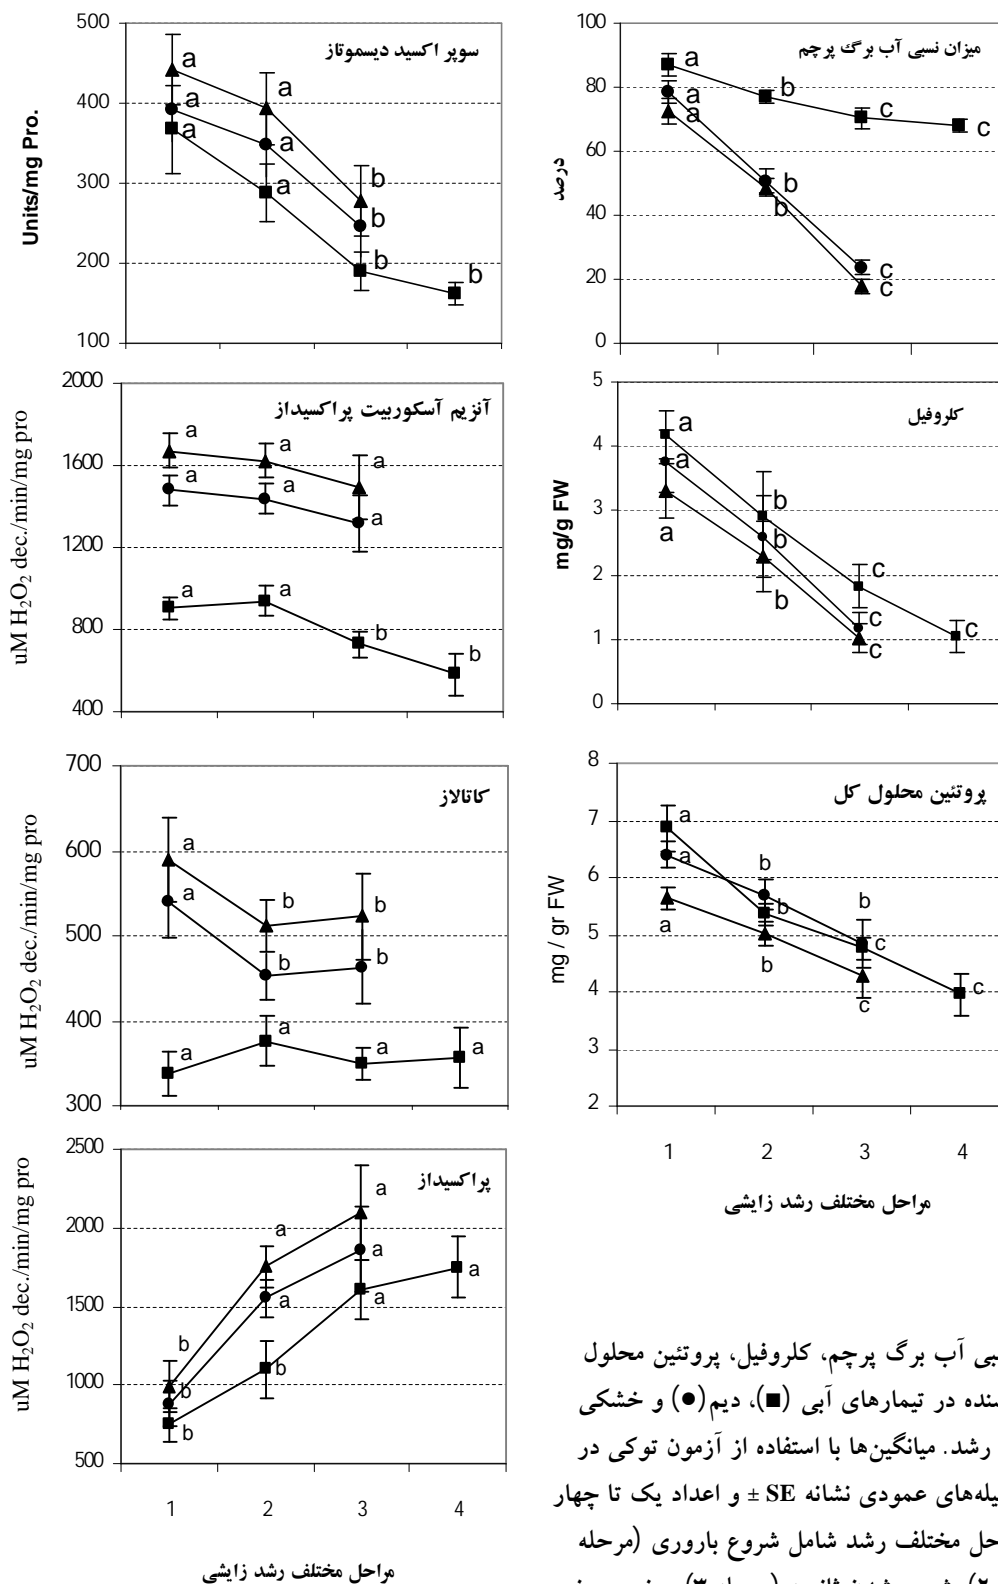 سوپر اکسید دیسموتاز
500
400
300
200
100
Units/mg Pro.
a
a
a
a
a
a
b
b
b
b
میزان نسبی آب برگ پرچم
100
80
60
40
20
0
درصد
a
a
a
b
b
b
c
c
c
c
آنزیم آسکوربیت پراکسیداز
2000
1600
1200
800
400
uM H₂O₂ dec./min/mg pro
a
a
a
a
a
a
a
a
b
b
کلروفیل
5
4
3
2
1
0
mg/g FW
a
a
a
b
b
b
c
c
c
c
کاتالاز
700
600
500
400
300
uM H₂O₂ dec./min/mg pro
a
a
b
b
b
b
a
a
a
a
پروتئین محلول کل
8
7
6
5
4
3
2
mg / gr FW
a
a
a
b
b
b
b
c
c
c
1 2 3 4
مراحل مختلف رشد زایشی
پراکسیداز
2500
2000
1500
1000
500
uM H₂O₂ dec./min/mg pro
b
b
b
a
a
b
a
a
a
a
1 2 3 4
مراحل مختلف رشد زایشی
آب برگ پرچم، کلروفیل، پروتئین محلول
در تیمارهای آبی (■)، دیم(●) و خشکی
رشد. میانگین‌ها با استفاده از آزمون توکی در
عمودی نشانه SE ± و اعداد یک تا چهار
مختلف رشد شامل شروع باروری (مرحله